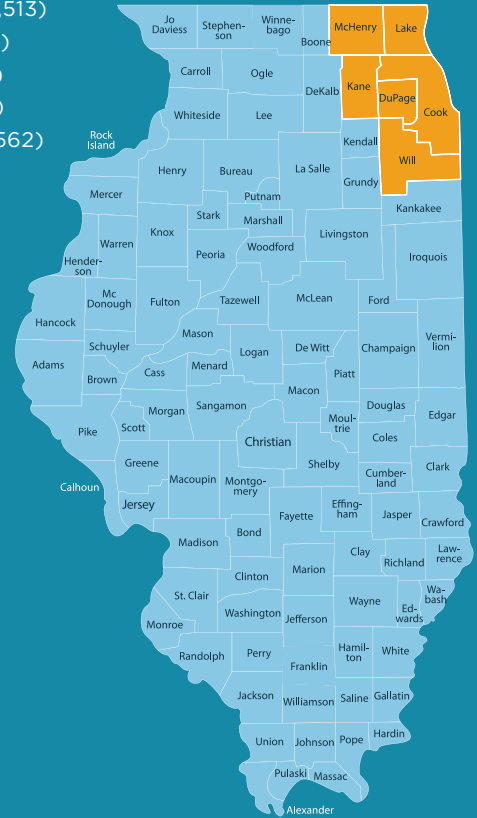 ,513)
)
)
)
562)
Jo
Daviess
Stephen-
son
Winne-
bago
Boone
McHenry
Lake
Carroll
Ogle
DeKalb
Kane
DuPage
Cook
Whiteside
Lee
Rock
Island
Kendall
Will
Henry
Bureau
La Salle
Grundy
Mercer
Putnam
Kankakee
Stark
Marshall
Knox
Warren
Livingston
Peoria
Woodford
Iroquois
Hender-
son
Mc
Donough
Fulton
Tazewell
McLean
Ford
Hancock
Mason
Schuyler
Logan
De Witt
Champaign
Vermi-
lion
Adams
Brown
Cass
Menard
Piatt
Macon
Morgan
Sangamon
Douglas
Edgar
Pike
Scott
Moul-
trie
Coles
Christian
Greene
Shelby
Clark
Calhoun
Macoupin
Montgo-
mery
Cumber-
land
Jersey
Fayette
Effing-
ham
Jasper
Crawford
Madison
Bond
Clay
Richland
Law-
rence
Clinton
Marion
St. Clair
Wayne
Ed-
wards
Wa-
bash
Washington
Jefferson
Monroe
Randolph
Perry
Hamil-
ton
White
Franklin
Jackson
Williamson
Saline
Gallatin
Union
Johnson
Pope
Hardin
Pulaski
Massac
Alexander